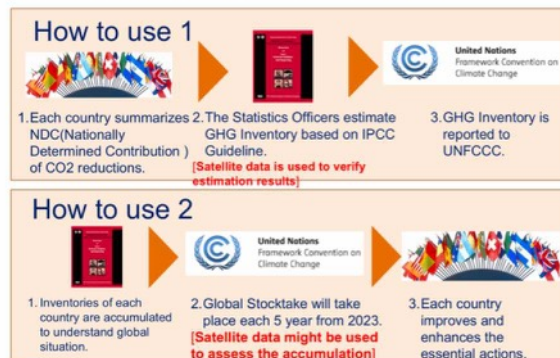 How to use 1
United Nations
Framework Convention on
Climate Change
1.Each country summarizes
NDC(Nationally
Determined Contribution )
of CO2 reductions.
2.The Statistics Officers estimate
GHG Inventory based on IPCC
Guideline.
[Satellite data is used to verify
estimation results]
3.GHG Inventory is
reported to
UNFCCC.
How to use 2
United Nations
Framework Convention on
Climate Change
1. Inventories of each
country are accumulated
to understand global
situation.
2.Global Stocktake will take
place each 5 year from 2023.
[Satellite data might be used
to assess the accumulation]
3.Each country
improves and
enhances the
essential actions.